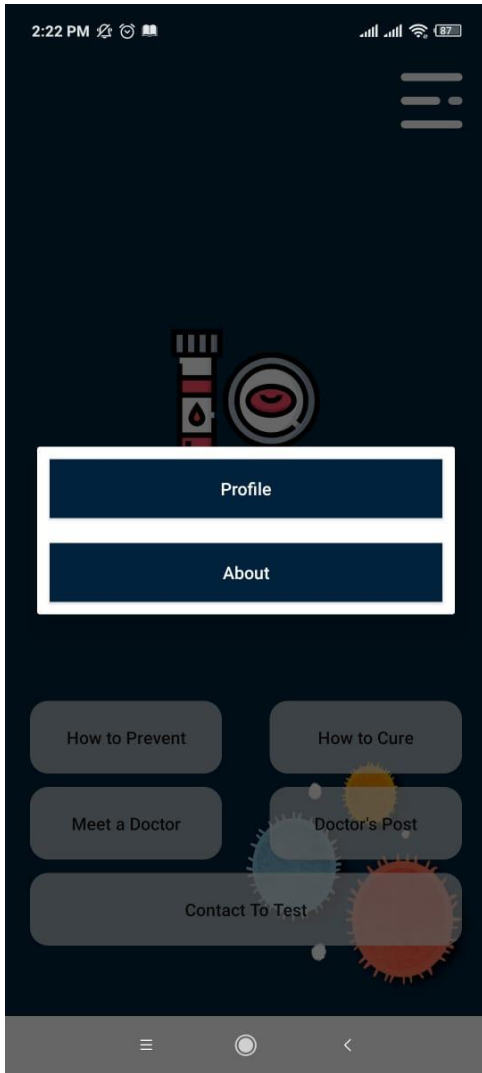 2:22 PM 87
Profile
About
How to Prevent How to Cure
Meet a Doctor Doctor's Post
Contact To Test